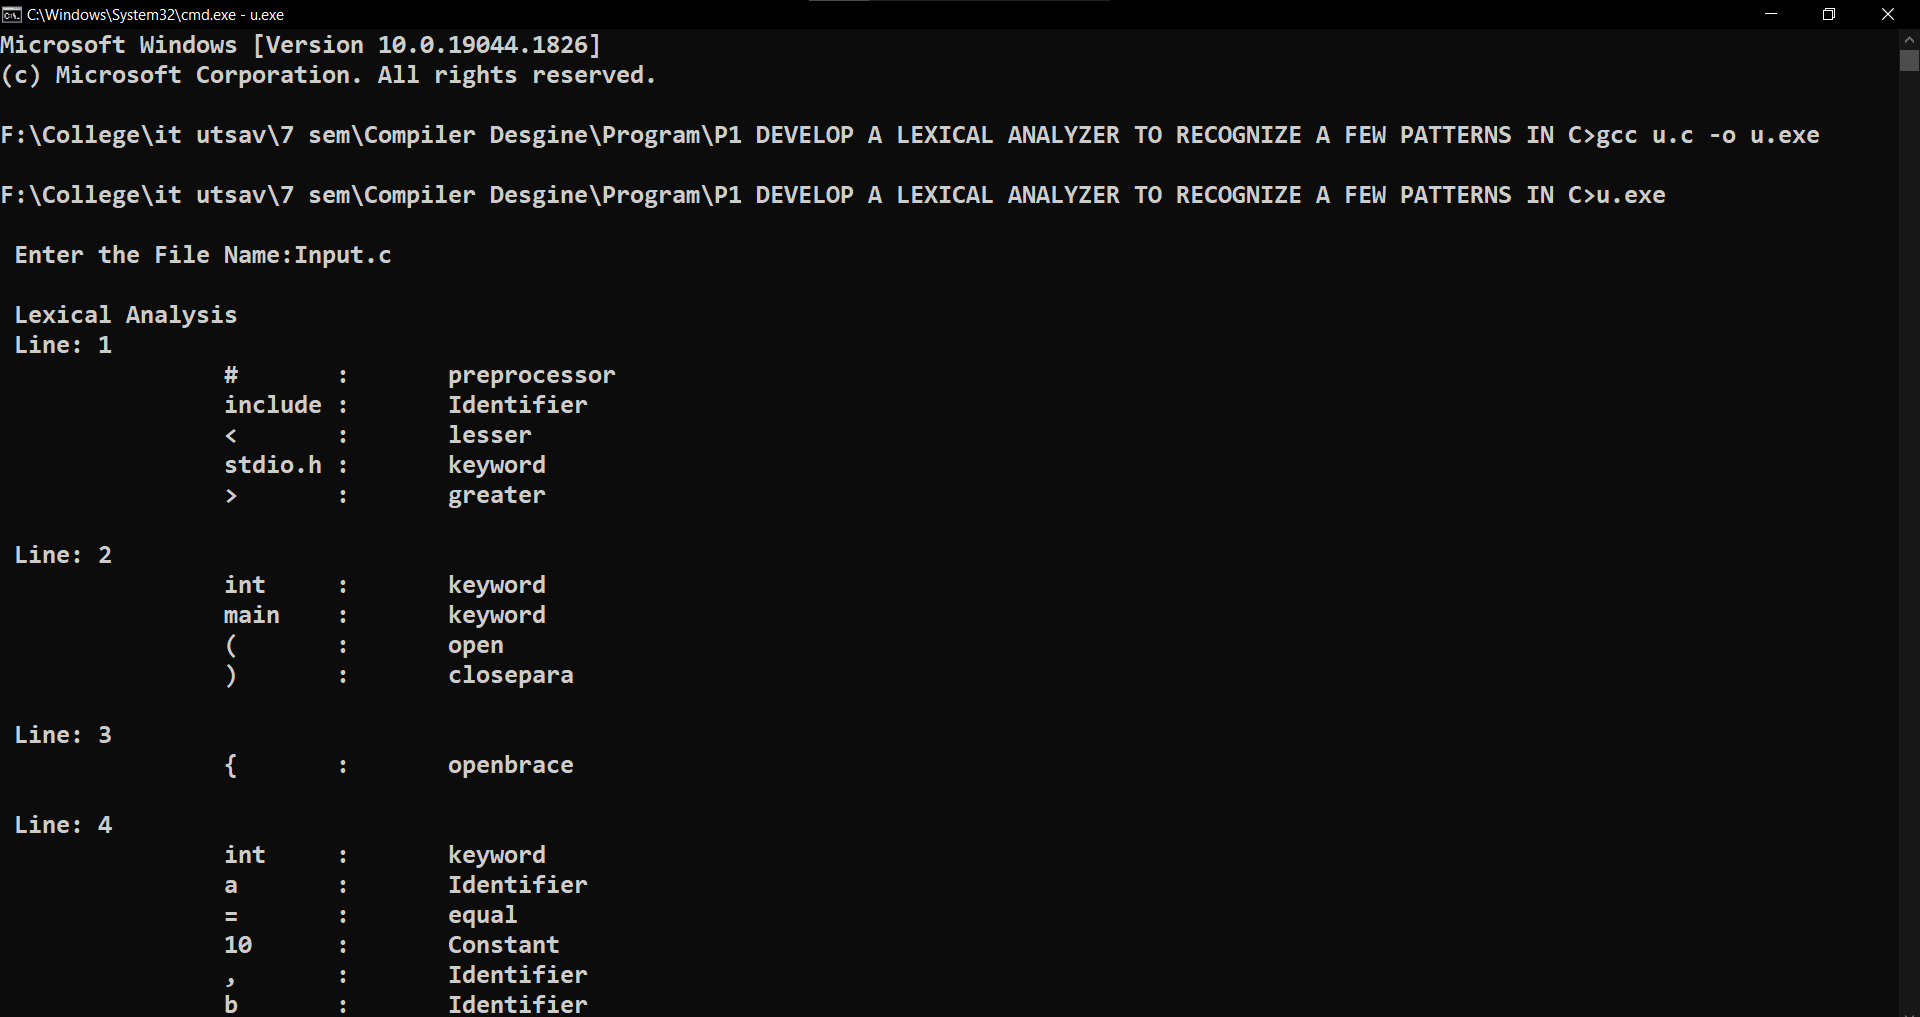 C:\Windows\System32\cmd.exe - u.exe
Microsoft Windows [Version 10.0.19044.1826]
(c) Microsoft Corporation. All rights reserved.
F:\College\it utsav\7 sem\Compiler Desgine\Program\P1 DEVELOP A LEXICAL ANALYZER TO RECOGNIZE A FEW PATTERNS IN C>gcc u.c -o u.exe
F:\College\it utsav\7 sem\Compiler Desgine\Program\P1 DEVELOP A LEXICAL ANALYZER TO RECOGNIZE A FEW PATTERNS IN C>u.exe
Enter the File Name:Input.c
Lexical Analysis
Line: 1
# : preprocessor
include : Identifier
< : lesser
stdio.h : keyword
> : greater
Line: 2
int : keyword
main : keyword
( : open
) : closepara
Line: 3
{ : openbrace
Line: 4
int : keyword
a : Identifier
= : equal
10 : Constant
, : Identifier
b : Identifier